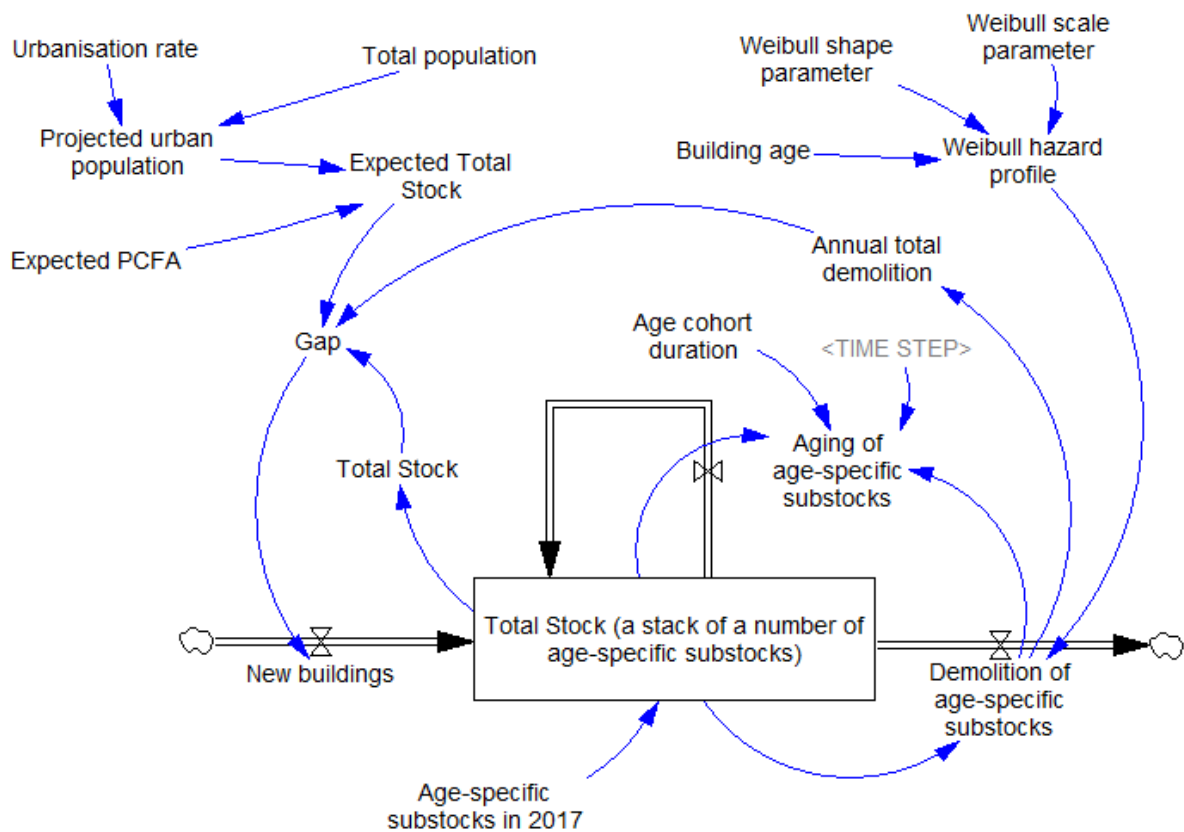 Urbanisation rate
Total population
Weibull shape
parameter
Weibull scale
parameter
Projected urban
population
Expected Total
Stock
Building age
Weibull hazard
profile
Expected PCFA
Annual total
demolition
Gap
Age cohort
duration
<TIME STEP>
Total Stock
Aging of
age-specific
substocks
Total Stock (a stack of a number of
age-specific substocks)
New buildings
Demolition of
age-specific
substocks
Age-specific
substocks in 2017